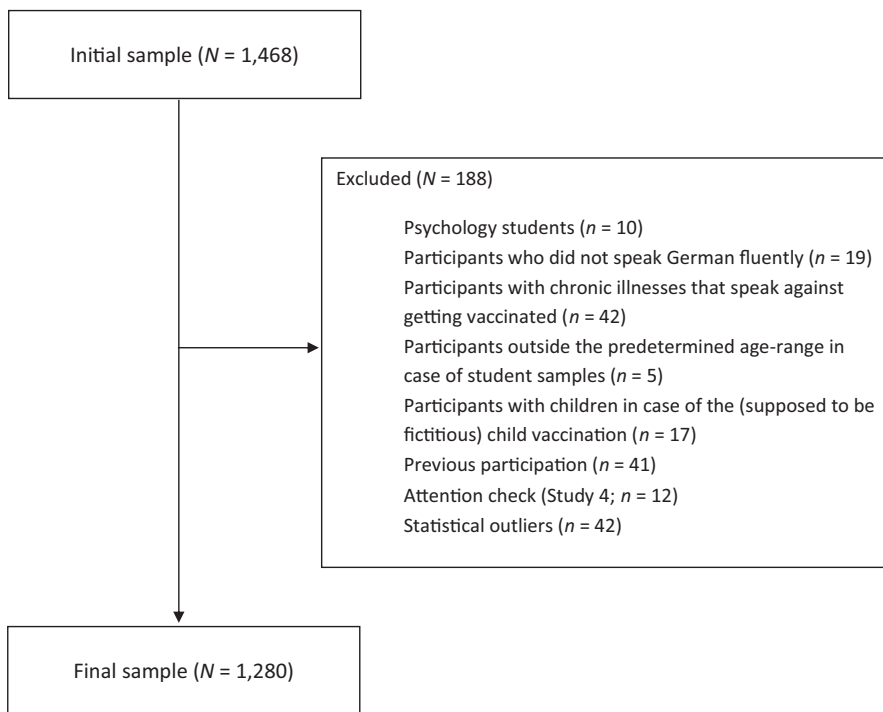 Initial sample (N = 1,468)
Excluded (N = 188)
Psychology students (n = 10)
Participants who did not speak German fluently (n = 19)
Participants with chronic illnesses that speak against
getting vaccinated (n = 42)
Participants outside the predetermined age-range in
case of student samples (n = 5)
Participants with children in case of the (supposed to be
fictitious) child vaccination (n = 17)
Previous participation (n = 41)
Attention check (Study 4; n = 12)
Statistical outliers (n = 42)
Final sample (N = 1,280)